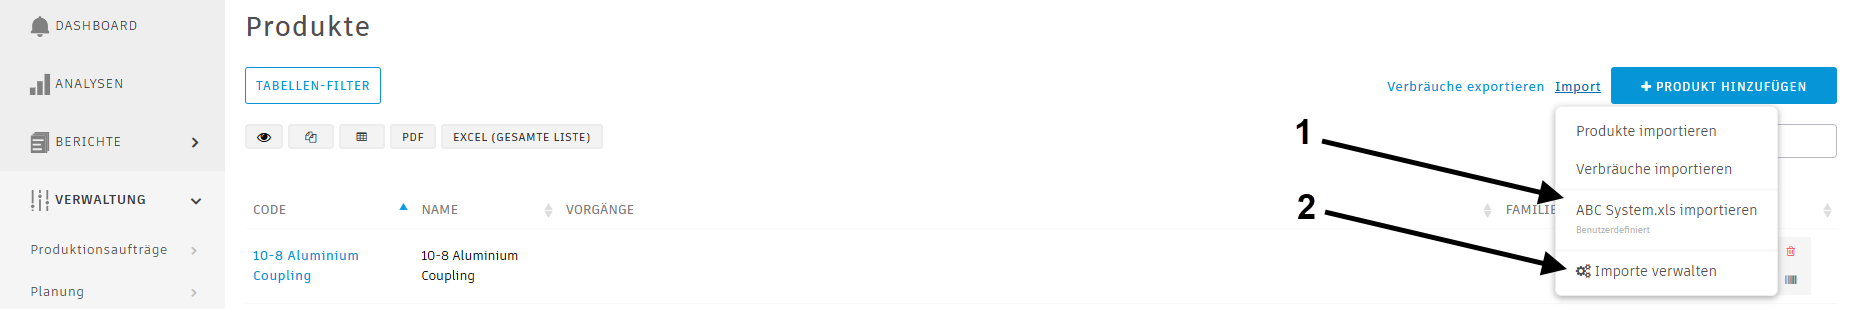 DASHBOARD
ANALYSEN
BERICHTE
VERWALTUNG
Produktionsaufträge
Planung
Produkte
TABELLEN-FILTER
Verbräuche exportieren
Import
PRODUKT HINZUFÜGEN
PDF
EXCEL (GESAMTE LISTE)
Produkte importieren
Verbräuche importieren
ABC System.xls importieren
Benutzerdefiniert
Importe verwalten
1
2
CODE
NAME
VORGÄNGE
FAMILIE
10-8 Aluminium
Coupling
10-8 Aluminium
Coupling